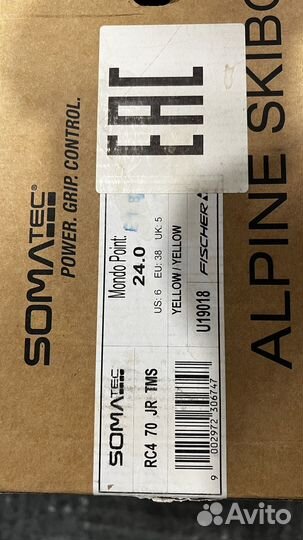 SOMATEC®
POWER. GRIP. CONTROL.
EAC
Mondo Point:
24.0
US: 6 EU: 38 UK: 5
YELLOW/YELLOW
FISCHER
U19018
SOMATEC
RC4 70 JR TMS
9 002972 306747
ALPINE SKIBO
Avito